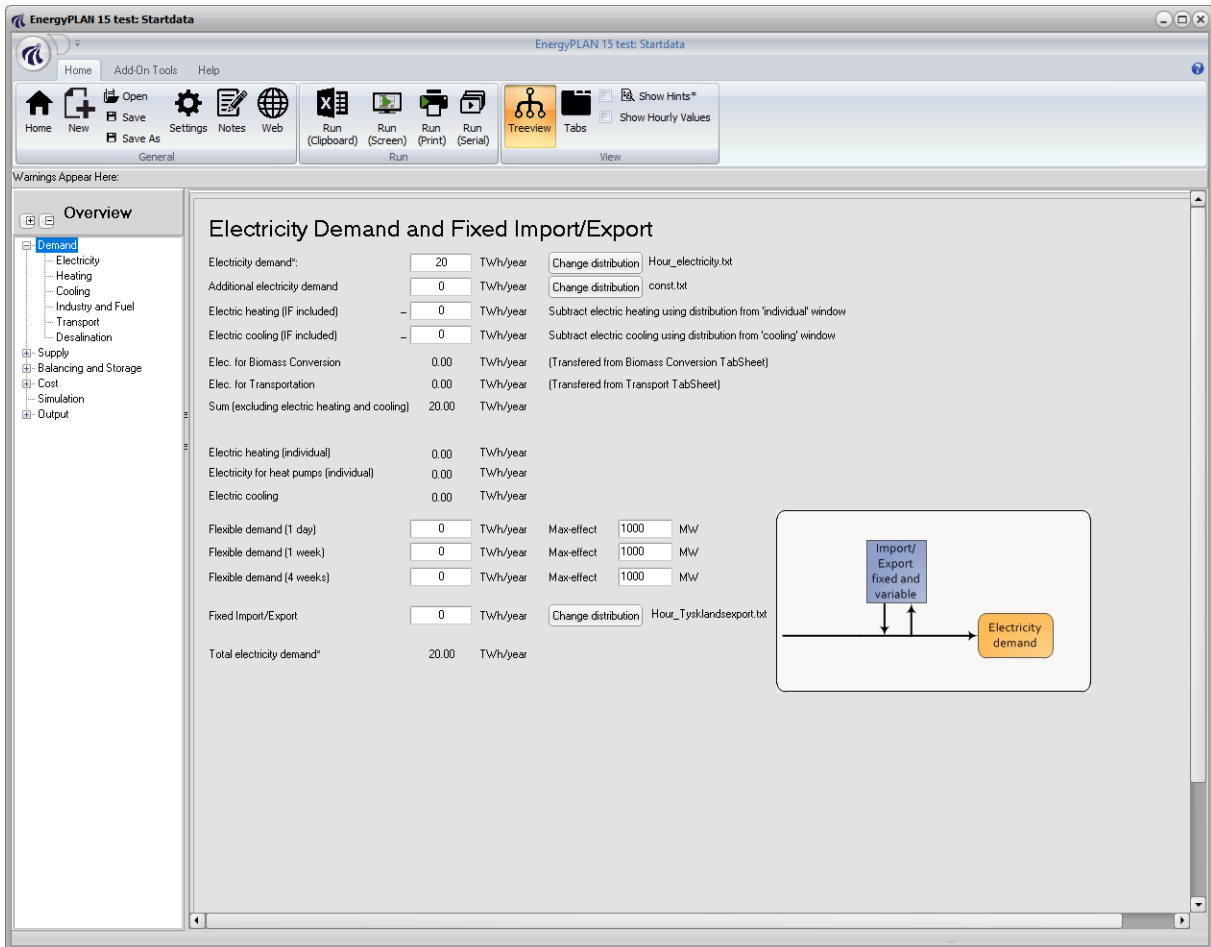 EnergyPLAN 15 test: Startdata
EnergyPLAN 15 test: Startdata
Home Add-On Tools Help
Home New Open Save Save As Settings Notes Web
General
Run (Clipboard) Run (Screen) Run (Print) Run (Serial)
Run
Treeview Tabs Show Hints* Show Hourly Values
View
Warnings Appear Here:
Overview
Demand
Electricity
Heating
Cooling
Industry and Fuel
Transport
Desalination
Supply
Balancing and Storage
Cost
Simulation
Output
Electricity Demand and Fixed Import/Export
Electricity demand*: 20 TWh/year Change distribution Hour_electricity.txt
Additional electricity demand 0 TWh/year Change distribution const.txt
Electric heating (IF included) − 0 TWh/year Subtract electric heating using distribution from 'individual' window
Electric cooling (IF included) − 0 TWh/year Subtract electric cooling using distribution from 'cooling' window
Elec. for Biomass Conversion 0.00 TWh/year (Transfered from Biomass Conversion TabSheet)
Elec. for Transportation 0.00 TWh/year (Transfered from Transport TabSheet)
Sum (excluding electric heating and cooling) 20.00 TWh/year
Electric heating (individual) 0.00 TWh/year
Electricity for heat pumps (individual) 0.00 TWh/year
Electric cooling 0.00 TWh/year
Flexible demand (1 day) 0 TWh/year Max-effect 1000 MW
Flexible demand (1 week) 0 TWh/year Max-effect 1000 MW
Flexible demand (4 weeks) 0 TWh/year Max-effect 1000 MW
Fixed Import/Export 0 TWh/year Change distribution Hour_Tysklandsexport.txt
Total electricity demand* 20.00 TWh/year
Import/
Export
fixed and
variable
Electricity
demand